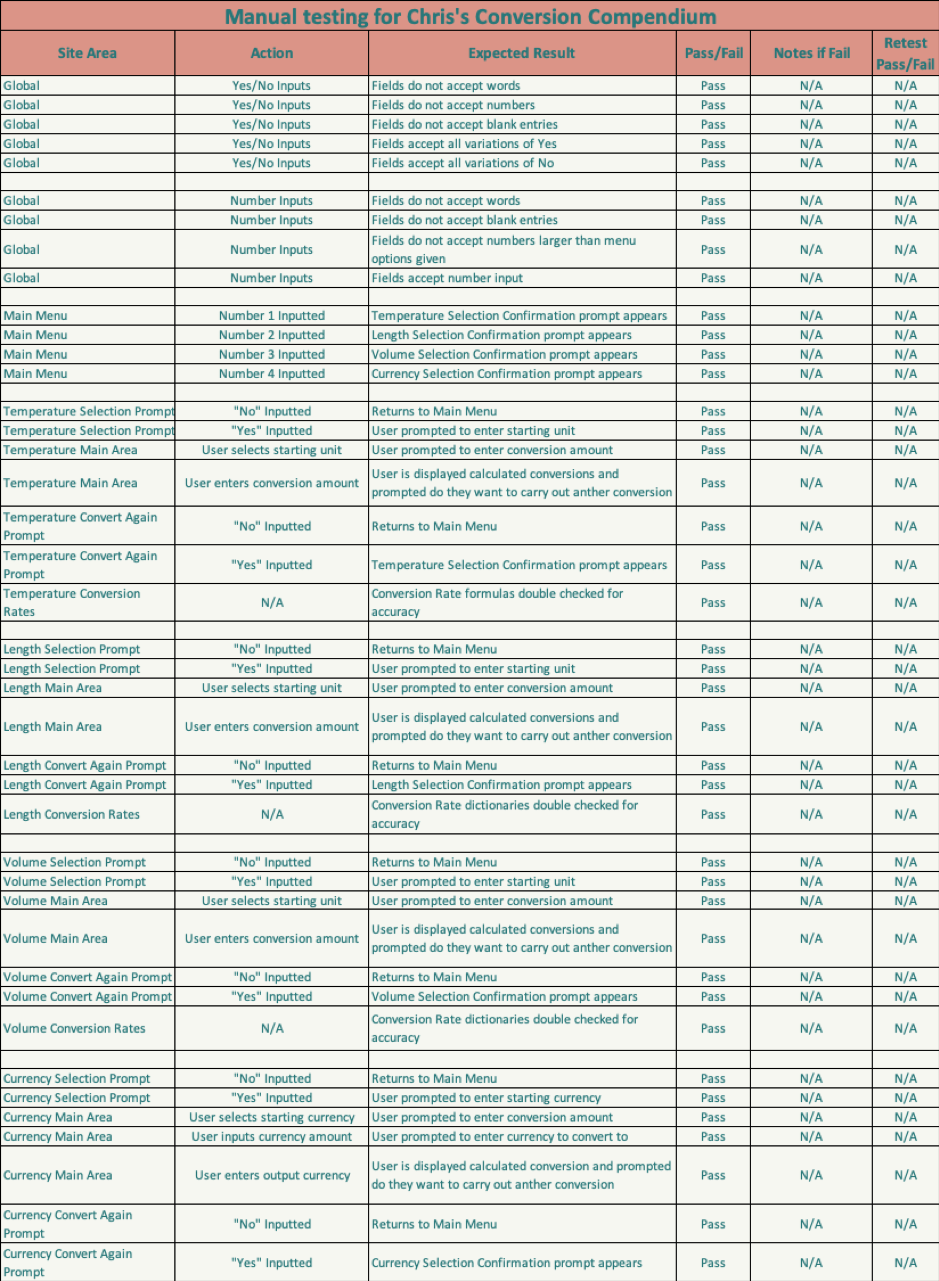 Manual testing for Chris's Conversion Compendium
Site Area Action Expected Result Pass/Fail Notes if Fail Retest Pass/Fail
Global Yes/No Inputs Fields do not accept words Pass N/A N/A
Global Yes/No Inputs Fields do not accept numbers Pass N/A N/A
Global Yes/No Inputs Fields do not accept blank entries Pass N/A N/A
Global Yes/No Inputs Fields accept all variations of Yes Pass N/A N/A
Global Yes/No Inputs Fields accept all variations of No Pass N/A N/A
Global Number Inputs Fields do not accept words Pass N/A N/A
Global Number Inputs Fields do not accept blank entries Pass N/A N/A
Global Number Inputs Fields do not accept numbers larger than menu options given Pass N/A N/A
Global Number Inputs Fields accept number input Pass N/A N/A
Main Menu Number 1 Inputted Temperature Selection Confirmation prompt appears Pass N/A N/A
Main Menu Number 2 Inputted Length Selection Confirmation prompt appears Pass N/A N/A
Main Menu Number 3 Inputted Volume Selection Confirmation prompt appears Pass N/A N/A
Main Menu Number 4 Inputted Currency Selection Confirmation prompt appears Pass N/A N/A
Temperature Selection Prompt "No" Inputted Returns to Main Menu Pass N/A N/A
Temperature Selection Prompt "Yes" Inputted User prompted to enter starting unit Pass N/A N/A
Temperature Main Area User selects starting unit User prompted to enter conversion amount Pass N/A N/A
Temperature Main Area User enters conversion amount User is displayed calculated conversions and prompted do they want to carry out anther conversion Pass N/A N/A
Temperature Convert Again Prompt "No" Inputted Returns to Main Menu Pass N/A N/A
Temperature Convert Again Prompt "Yes" Inputted Temperature Selection Confirmation prompt appears Pass N/A N/A
Temperature Conversion Rates N/A Conversion Rate formulas double checked for accuracy Pass N/A N/A
Length Selection Prompt "No" Inputted Returns to Main Menu Pass N/A N/A
Length Selection Prompt "Yes" Inputted User prompted to enter starting unit Pass N/A N/A
Length Main Area User selects starting unit User prompted to enter conversion amount Pass N/A N/A
Length Main Area User enters conversion amount User is displayed calculated conversions and prompted do they want to carry out anther conversion Pass N/A N/A
Length Convert Again Prompt "No" Inputted Returns to Main Menu Pass N/A N/A
Length Convert Again Prompt "Yes" Inputted Length Selection Confirmation prompt appears Pass N/A N/A
Length Conversion Rates N/A Conversion Rate dictionaries double checked for accuracy Pass N/A N/A
Volume Selection Prompt "No" Inputted Returns to Main Menu Pass N/A N/A
Volume Selection Prompt "Yes" Inputted User prompted to enter starting unit Pass N/A N/A
Volume Main Area User selects starting unit User prompted to enter conversion amount Pass N/A N/A
Volume Main Area User enters conversion amount User is displayed calculated conversions and prompted do they want to carry out anther conversion Pass N/A N/A
Volume Convert Again Prompt "No" Inputted Returns to Main Menu Pass N/A N/A
Volume Convert Again Prompt "Yes" Inputted Volume Selection Confirmation prompt appears Pass N/A N/A
Volume Conversion Rates N/A Conversion Rate dictionaries double checked for accuracy Pass N/A N/A
Currency Selection Prompt "No" Inputted Returns to Main Menu Pass N/A N/A
Currency Selection Prompt "Yes" Inputted User prompted to enter starting currency Pass N/A N/A
Currency Main Area User selects starting currency User prompted to enter conversion amount Pass N/A N/A
Currency Main Area User inputs currency amount User prompted to enter currency to convert to Pass N/A N/A
Currency Main Area User enters output currency User is displayed calculated conversion and prompted do they want to carry out anther conversion Pass N/A N/A
Currency Convert Again Prompt "No" Inputted Returns to Main Menu Pass N/A N/A
Currency Convert Again Prompt "Yes" Inputted Currency Selection Confirmation prompt appears Pass N/A N/A